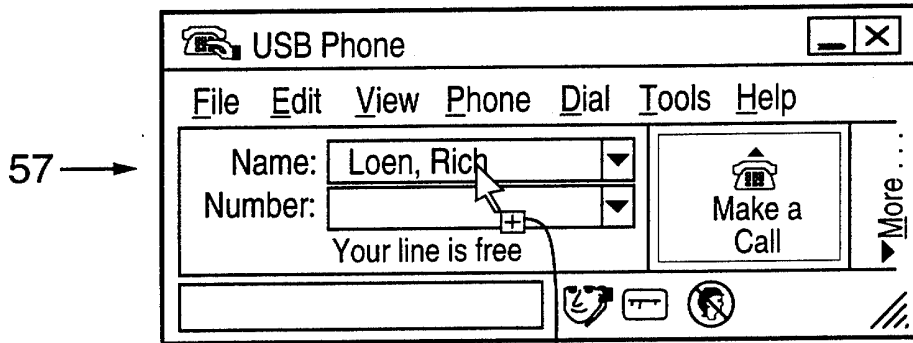 USB Phone
File Edit View Phone Dial Tools Help
57
Name: Loen, Rich
Number:
Your line is free
Make a
Call
More...